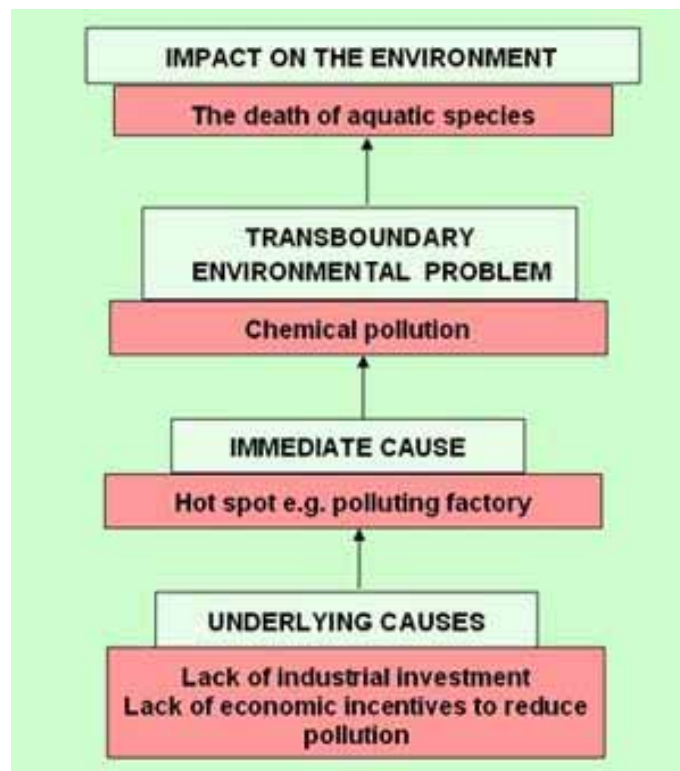 IMPACT ON THE ENVIRONMENT
The death of aquatic species
TRANSBOUNDARY
ENVIRONMENTAL PROBLEM
Chemical pollution
IMMEDIATE CAUSE
Hot spot e.g. polluting factory
UNDERLYING CAUSES
Lack of industrial investment
Lack of economic incentives to reduce
pollution